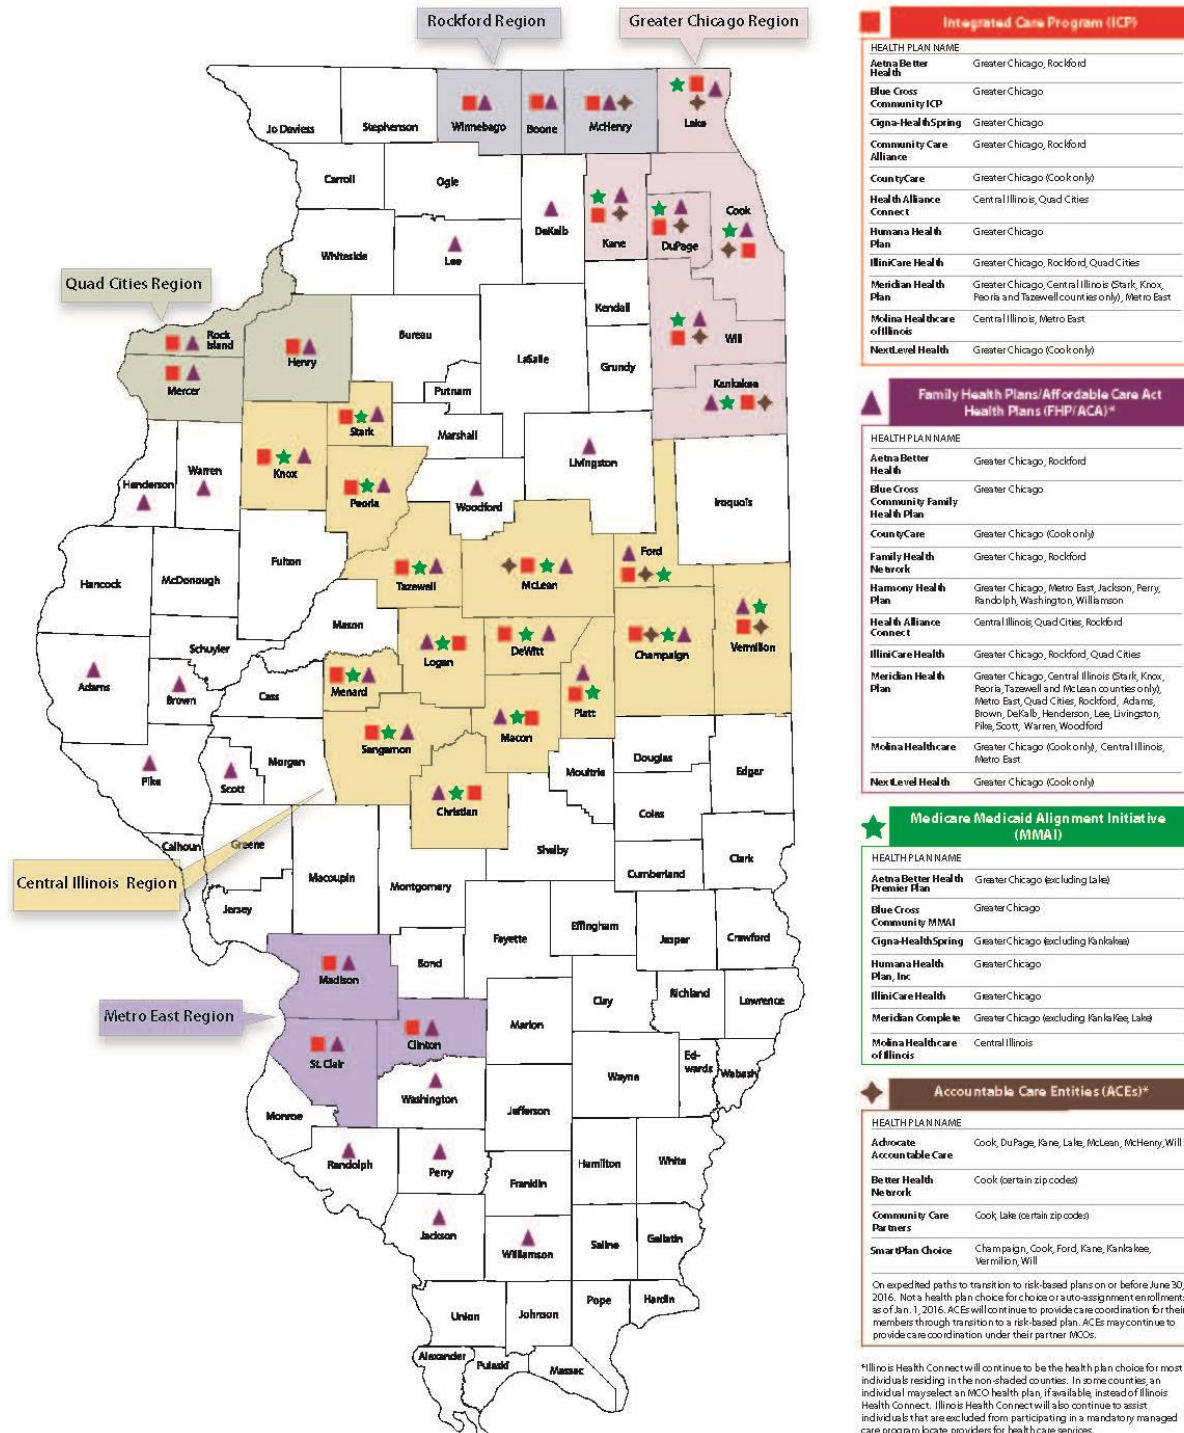 Rockford Region
Greater Chicago Region
Jo Daviess
Stephenson
Winnebago
Boone
McHenry
Lake
Carroll
Ogle
DeKalb
Kane
DuPage
Cook
Whiteside
Lee
Quad Cities Region
Kendall
Rock
Island
Henry
Bureau
LaSalle
Grundy
Will
Mercer
Putnam
Kankakee
Stark
Marshall
Knox
Livingston
Warren
Henderson
Peoria
Woodford
Iroquois
Fulton
Tazewell
McLean
Ford
Hancock
McDonough
Mason
Schuyler
Logan
DeWitt
Champaign
Vermilion
Adams
Brown
Cass
Menard
Piatt
Sangamon
Macon
Pike
Scott
Morgan
Christian
Moultrie
Douglas
Edgar
Coles
Calhoun
Greene
Shelby
Clark
Central Illinois Region
Macoupin
Montgomery
Cumberland
Jersey
Fayette
Effingham
Jasper
Crawford
Madison
Bond
Clay
Richland
Lawrence
Metro East Region
Clinton
Marion
St. Clair
Wayne
Ed-
wards
Wabash
Washington
Monroe
Jefferson
Randolph
Perry
Hamilton
White
Franklin
Jackson
Williamson
Saline
Gallatin
Union
Johnson
Pope
Hardin
Alexander
Pulaski
Massac
Integrated Care Program (ICP)
HEALTH PLAN NAME
Aetna Better Greater Chicago, Rockford
Health
Blue Cross Greater Chicago
Community ICP
Cigna-HealthSpring Greater Chicago
Community Care Greater Chicago, Rockford
Alliance
CountyCare Greater Chicago (Cook only)
Health Alliance Central Illinois, Quad Cities
Connect
Humana Health Greater Chicago
Plan
IlliniCare Health Greater Chicago, Rockford, Quad Cities
Meridian Health Greater Chicago, Central Illinois (Stark, Knox,
Plan Peoria and Tazewell counties only), Metro East
Molina Healthcare Central Illinois, Metro East
of Illinois
NextLevel Health Greater Chicago (Cook only)
Family Health Plans/Affordable Care Act
Health Plans (FHP/ACA)*
HEALTH PLAN NAME
Aetna Better Greater Chicago, Rockford
Health
Blue Cross Greater Chicago
Community Family
Health Plan
CountyCare Greater Chicago (Cook only)
Family Health Greater Chicago, Rockford
Network
Harmony Health Greater Chicago, Metro East, Jackson, Perry,
Plan Randolph, Washington, Williamson
Health Alliance Central Illinois, Quad Cities, Rockford
Connect
IlliniCare Health Greater Chicago, Rockford, Quad Cities
Meridian Health Greater Chicago, Central Illinois (Stark, Knox,
Plan Peoria, Tazewell and McLean counties only),
Metro East, Quad Cities, Rockford, Adams,
Brown, DeKalb, Henderson, Lee, Livingston,
Pike, Scott, Warren, Woodford
Molina Healthcare Greater Chicago (Cook only), Central Illinois,
Metro East
NextLevel Health Greater Chicago (Cook only)
Medicare Medicaid Alignment Initiative
(MMAI)
HEALTH PLAN NAME
Aetna Better Health Greater Chicago (excluding Lake)
Premier Plan
Blue Cross Greater Chicago
Community MMAI
Cigna-HealthSpring Greater Chicago (excluding Kankakee)
Humana Health Greater Chicago
Plan, Inc
IlliniCare Health Greater Chicago
Meridian Complete Greater Chicago (excluding KanKaKee, Lake)
Molina Healthcare Central Illinois
of Illinois
Accountable Care Entities (ACEs)*
HEALTH PLAN NAME
Advocate Cook, DuPage, Kane, Lake, McLean, McHenry, Will
Accountable Care
Better Health Cook (certain zip codes)
Network
Community Care Cook, Lake (certain zip codes)
Partners
SmartPlan Choice Champaign, Cook, Ford, Kane, Kankakee,
Vermilion, Will
On expedited paths to transition to risk-based plans on or before June 30,
2016. Not a health plan choice for choice or auto-assignment enrollments
as of Jan. 1, 2016. ACEs will continue to provide care coordination for their
members through transition to a risk-based plan. ACEs may continue to
provide care coordination under their partner MCOs.
*Illinois Health Connect will continue to be the health plan choice for most
individuals residing in the non-shaded counties. In some counties, an
individual may select an MCO health plan, if available, instead of Illinois
Health Connect. Illinois Health Connect will also continue to assist
individuals that are excluded from participating in a mandatory managed
care program locate providers for health care services.